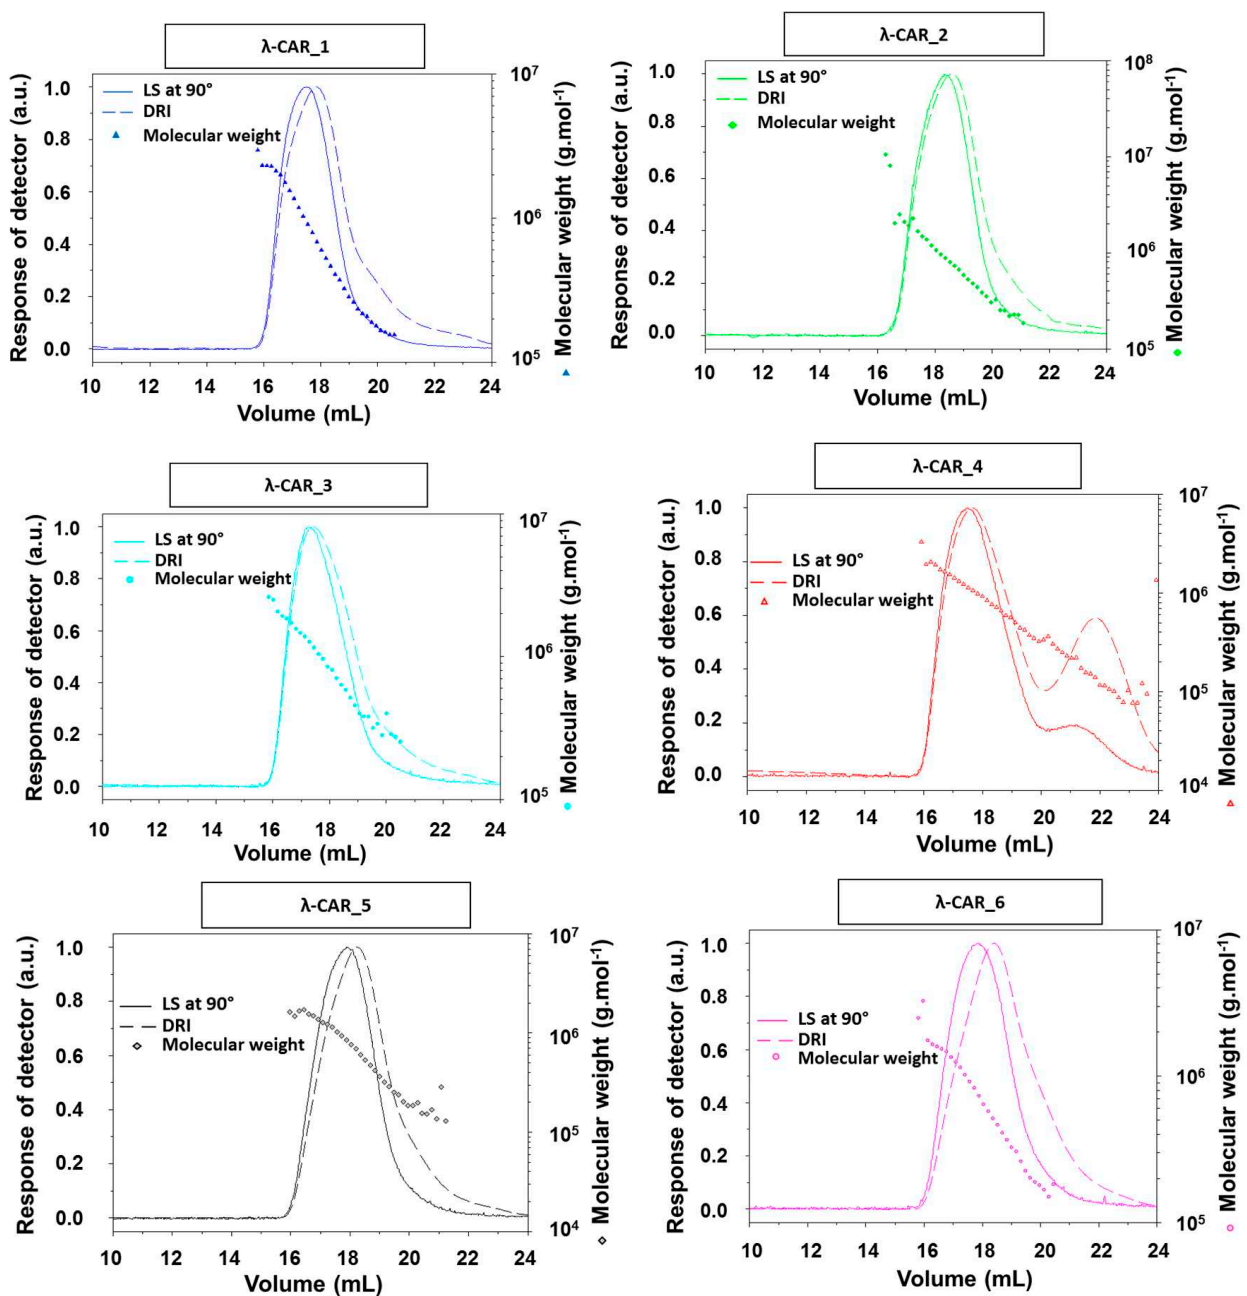 λ-CAR_1
Response of detector (a.u.)
1.0
0.8
0.6
0.4
0.2
0.0
LS at 90°
DRI
Molecular weight
10⁷
10⁶
10⁵
Molecular weight (g.mol⁻¹)
10 12 14 16 18 20 22 24
Volume (mL)
λ-CAR_2
Response of detector (a.u.)
1.0
0.8
0.6
0.4
0.2
0.0
LS at 90°
DRI
Molecular weight
10⁸
10⁷
10⁶
10⁵
Molecular weight (g.mol⁻¹)
10 12 14 16 18 20 22 24
Volume (mL)
λ-CAR_3
Response of detector (a.u.)
1.0
0.8
0.6
0.4
0.2
0.0
LS at 90°
DRI
Molecular weight
10⁷
10⁶
10⁵
Molecular weight (g.mol⁻¹)
10 12 14 16 18 20 22 24
Volume (mL)
λ-CAR_4
Response of detector (a.u.)
1.0
0.8
0.6
0.4
0.2
0.0
LS at 90°
DRI
Molecular weight
10⁷
10⁶
10⁵
10⁴
Molecular weight (g.mol⁻¹)
10 12 14 16 18 20 22 24
Volume (mL)
λ-CAR_5
Response of detector (a.u.)
1.0
0.8
0.6
0.4
0.2
0.0
LS at 90°
DRI
Molecular weight
10⁷
10⁶
10⁵
10⁴
Molecular weight (g.mol⁻¹)
10 12 14 16 18 20 22 24
Volume (mL)
λ-CAR_6
Response of detector (a.u.)
1.0
0.8
0.6
0.4
0.2
0.0
LS at 90°
DRI
Molecular weight
10⁷
10⁶
10⁵
Molecular weight (g.mol⁻¹)
10 12 14 16 18 20 22 24
Volume (mL)